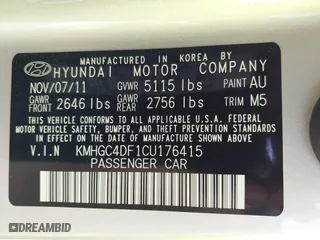 MANUFACTURED IN KOREA BY
HYUNDAI MOTOR COMPANY
NOV/07/11 GVWR 5115 lbs PAINT AU
GAWR FRONT 2646 lbs GAWR REAR 2756 lbs TRIM M5
THIS VEHICLE CONFORMS TO ALL APPLICABLE FEDERAL MOTOR
VEHICLE SAFETY, BUMPER, AND THEFT PREVENTION STANDARDS IN
EFFECT ON THE DATE OF MANUFACTURE SHOWN ABOVE.
V.I.N KMHGC4DF1CU176415
PASSENGER CAR
DREAMBID